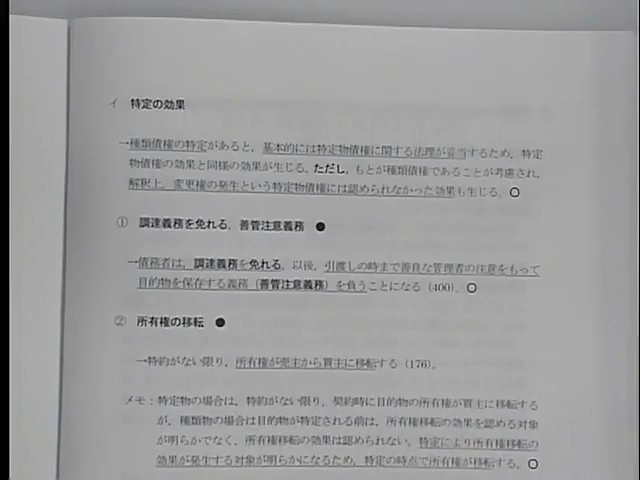 イ 特定の効果
→種類債権の特定があると，基本的には特定物債権に関する法理が妥当するため，特定
物債権の効果と同様の効果が生じる。ただし，もとが種類債権であることが考慮され，
解釈上，変更権の発生という特定物債権には認められなかった効果も生じる。○
① 調達義務を免れる，善管注意義務 ●
→債務者は，調達義務を免れる，以後，引渡しの時まで善良な管理者の注意をもって
目的物を保存する義務（善管注意義務）を負うことになる（400）。○
② 所有権の移転 ●
→特約がない限り，所有権が売主から買主に移転する（176）。
メモ：特定物の場合は，特約がない限り，契約時に目的物の所有権が買主に移転する
が，種類物の場合は目的物が特定される前は，所有権移転の効果を認める対象
が明らかでなく，所有権移転の効果は認められない。特定により所有権移転の
効果が発生する対象が明らかになるため，特定の時点で所有権が移転する。○